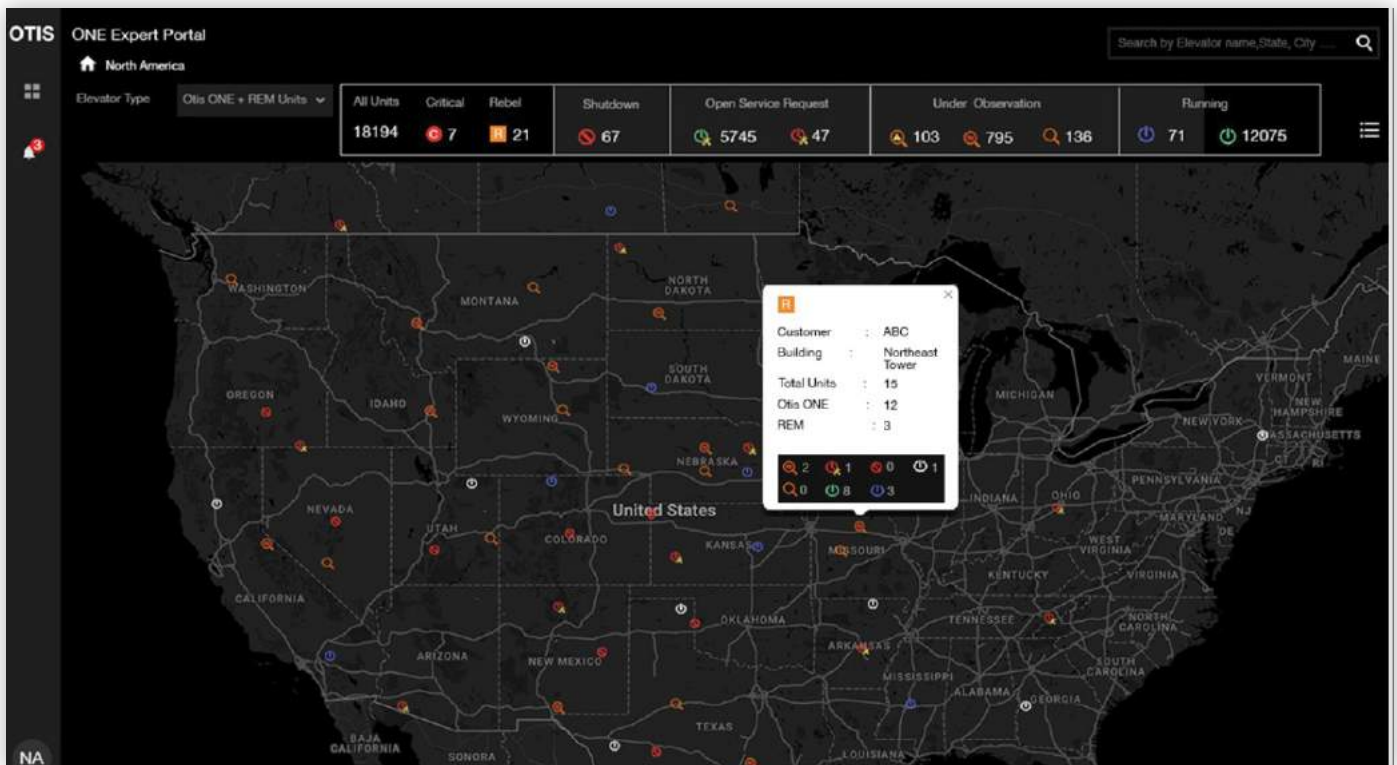 OTIS ONE Expert Portal
Search by Elevator name,State, City .....
North America
Elevator Type Otis ONE + REM Units
All Units Critical Rebel Shutdown Open Service Request Under Observation Running
18194 C 7 R 21 67 5745 47 103 795 136 71 12075
3
WASHINGTON
MONTANA
NORTH
DAKOTA
OREGON
IDAHO
WYOMING
SOUTH
DAKOTA
NEBRASKA
R
Customer : ABC
Building : Northeast
Tower
Total Units : 15
Otis ONE : 12
REM : 3
2 1 0 1
0 8 3
MICHIGAN
MAINE
VERMONT
NEW
HAMPSHIRE
NEW YORK
MASSACHUSETTS
CT RI
PENNSYLVANIA
NEVADA
UTAH
COLORADO
United States
KANSAS
MISSOURI
INDIANA
OHIO
MARYLAND NJ
DE
WEST
VIRGINIA
VIRGINIA
KENTUCKY
CALIFORNIA
ARIZONA
NEW MEXICO
OKLAHOMA
ARKANSAS
TENNESSEE
NORTH
CAROLINA
SOUTH
CAROLINA
MISSISSIPPI
ALABAMA
GEORGIA
TEXAS
LOUISIANA
BAJA
CALIFORNIA
SONORA
NA